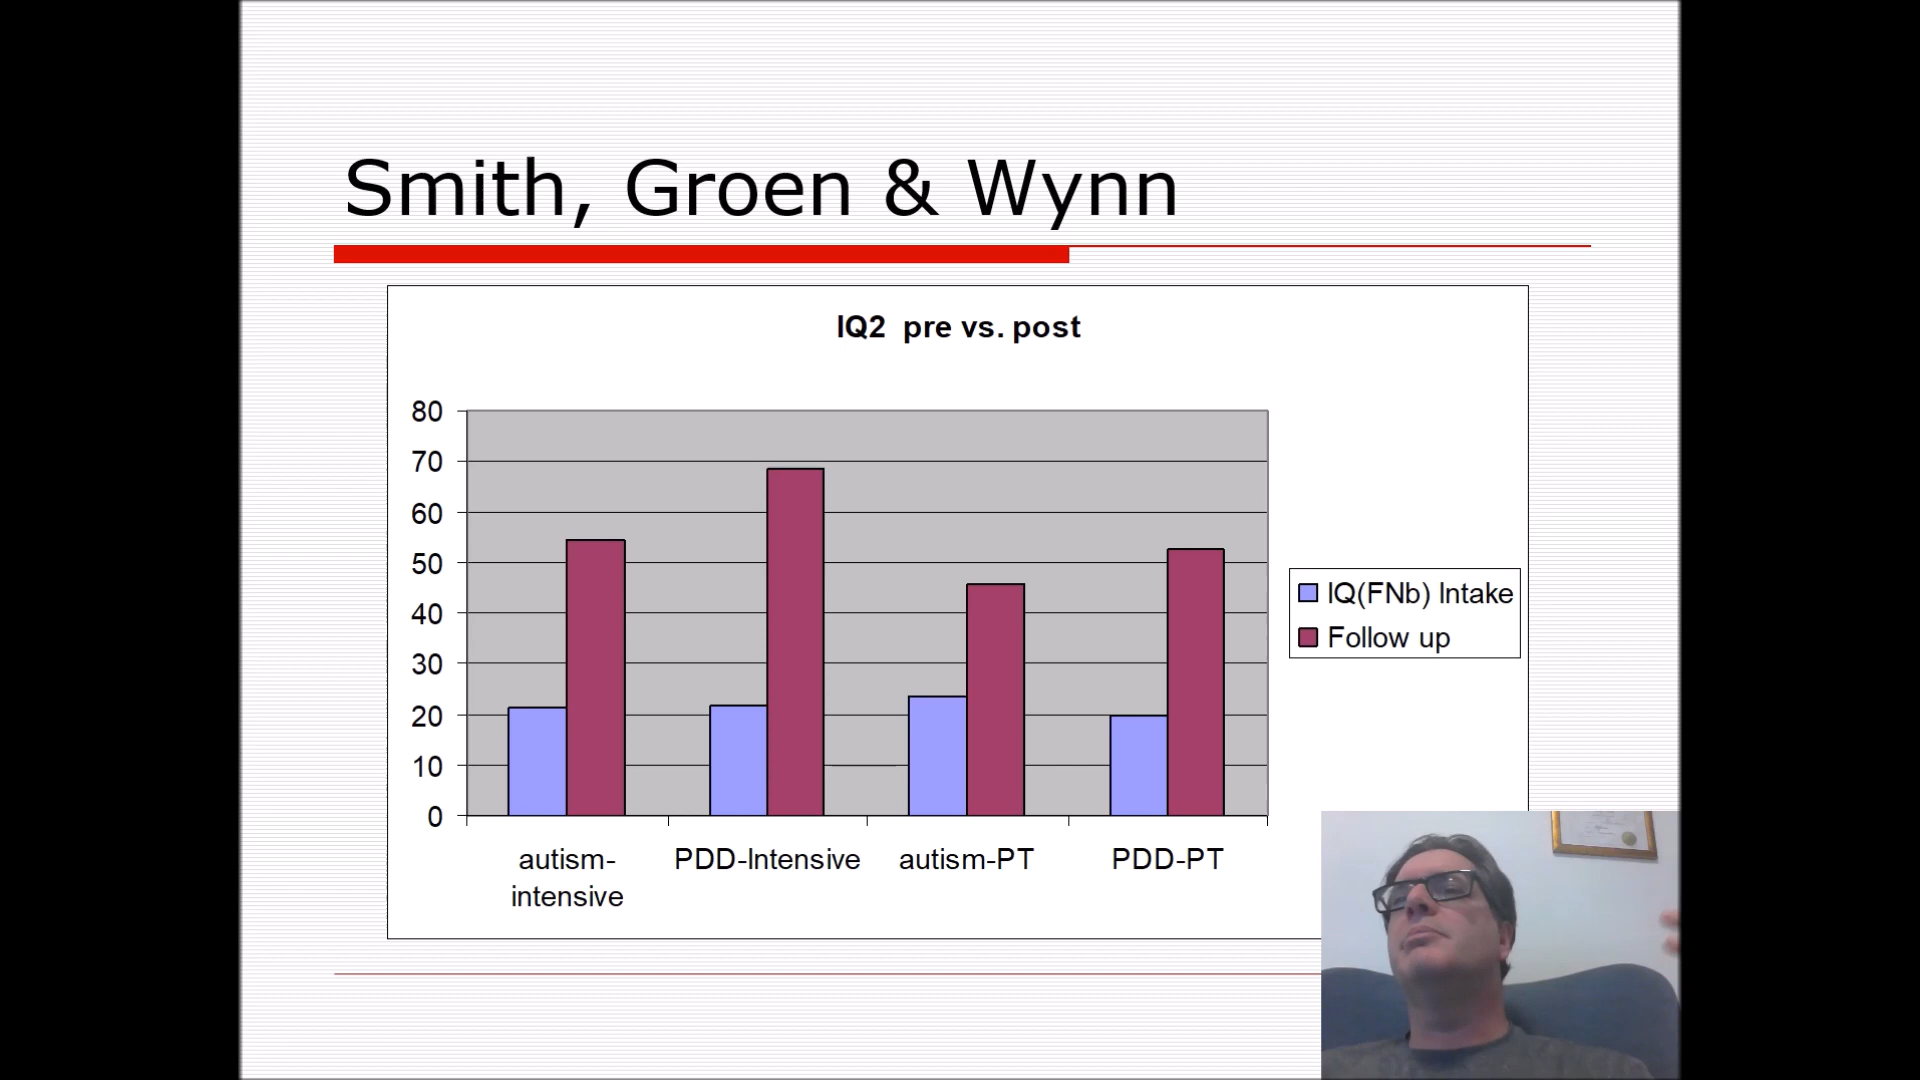 Smith, Groen & Wynn
IQ2 pre vs. post
80
70
60
50
40
30
20
10
0
autism-
intensive
PDD-Intensive
autism-PT
PDD-PT
IQ(FNb) Intake
Follow up